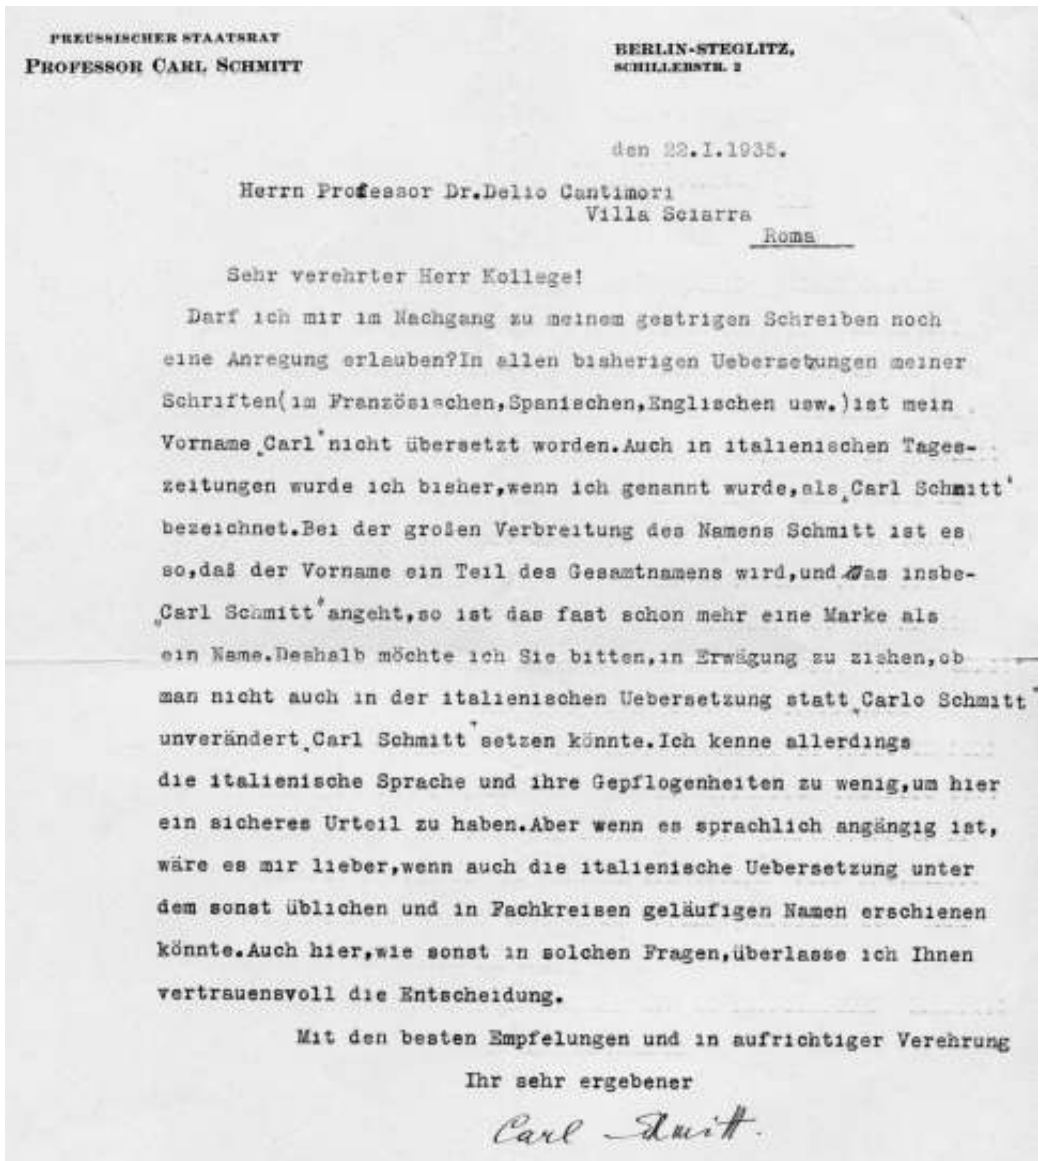 PREUSSISCHER STAATSRAT
PROFESSOR CARL SCHMITT
BERLIN-STEGLITZ,
SCHILLERSTR. 2
den 22.I.1935.
Herrn Professor Dr.Delio Cantimori
Villa Sciarra
Roma
Sehr verehrter Herr Kollege!
Darf ich mir im Nachgang zu meinem gestrigen Schreiben noch
eine Anregung erlauben?In allen bisherigen Uebersetzungen meiner
Schriften(im Französischen,Spanischen,Englischen usw.)ist mein
Vorname „Carl" nicht übersetzt worden.Auch in italienischen Tages-
zeitungen wurde ich bisher,wenn ich genannt wurde,als „Carl Schmitt"
bezeichnet.Bei der großen Verbreitung des Namens Schmitt ist es
so,daß der Vorname ein Teil des Gesamtnamens wird,und was insbe-
„Carl Schmitt" angeht,so ist das fast schon mehr eine Marke als
ein Name.Deshalb möchte ich Sie bitten,in Erwägung zu ziehen,ob
man nicht auch in der italienischen Uebersetzung statt „Carlo Schmitt"
unverändert „Carl Schmitt" setzen könnte.Ich kenne allerdings
die italienische Sprache und ihre Gepflogenheiten zu wenig,um hier
ein sicheres Urteil zu haben.Aber wenn es sprachlich angängig ist,
wäre es mir lieber,wenn auch die italienische Uebersetzung unter
dem sonst üblichen und in Fachkreisen geläufigen Namen erschienen
könnte.Auch hier,wie sonst in solchen Fragen,überlasse ich Ihnen
vertrauensvoll die Entscheidung.
Mit den besten Empfelungen und in aufrichtiger Verehrung
Ihr sehr ergebener
Carl Schmitt.